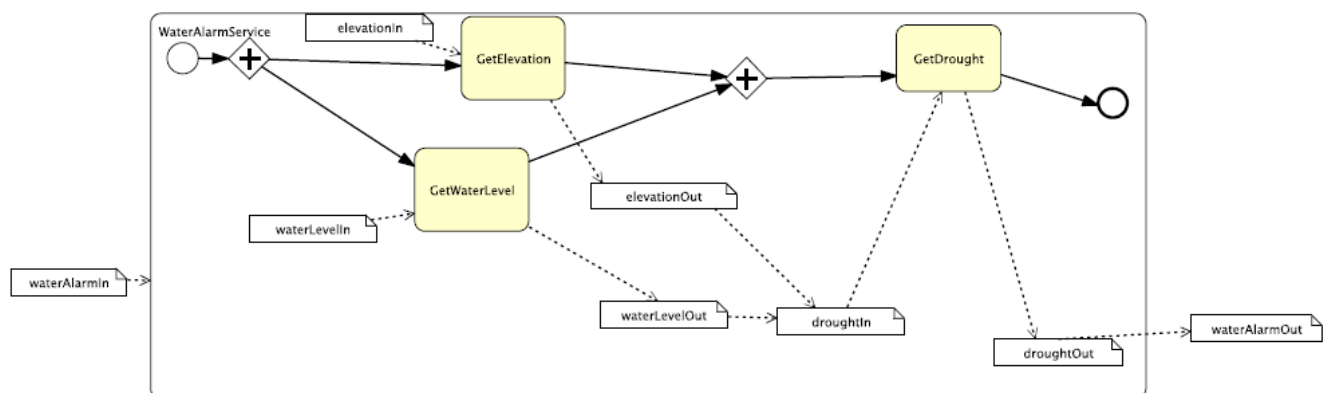 elevationIn
WaterAlarmService
GetElevation
GetDrought
GetWaterLevel
elevationOut
waterLevelIn
waterAlarmIn
waterLevelOut
droughtIn
waterAlarmOut
droughtOut